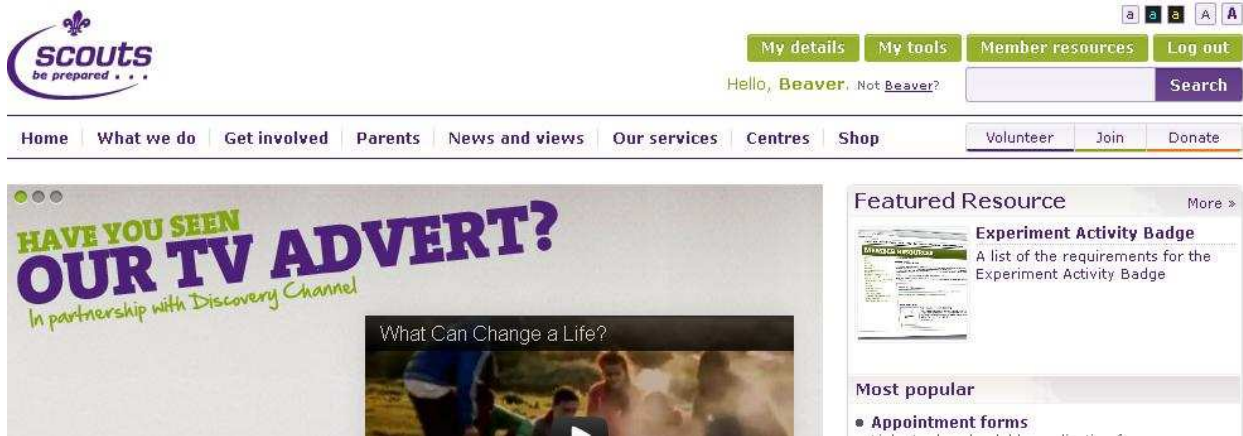 a a a A A
scouts
be prepared . . .
My details My tools Member resources Log out
Hello, Beaver. Not Beaver?
Search
Home What we do Get involved Parents News and views Our services Centres Shop
Volunteer Join Donate
HAVE YOU SEEN
OUR TV ADVERT?
In partnership with Discovery Channel
What Can Change a Life?
Featured Resource More »
MEMBER RESOURCES
Experiment Activity Badge
A list of the requirements for the
Experiment Activity Badge
Most popular
Appointment forms